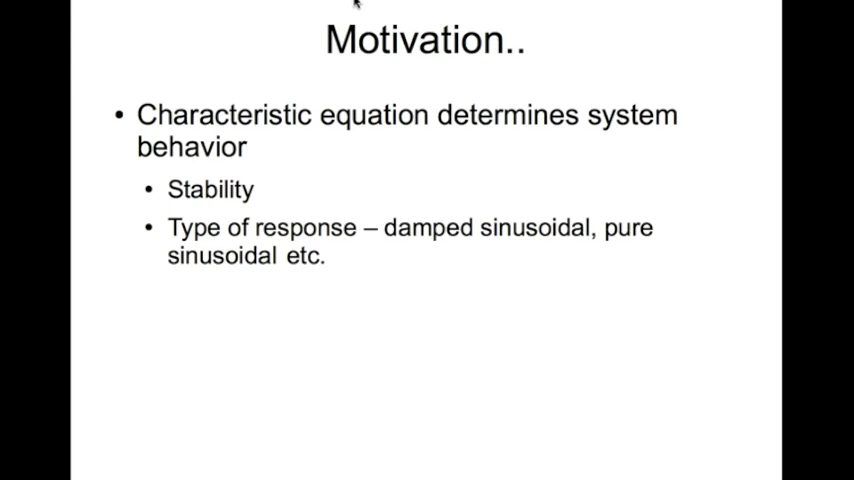 Motivation..
• Characteristic equation determines system
behavior
• Stability
• Type of response – damped sinusoidal, pure
sinusoidal etc.